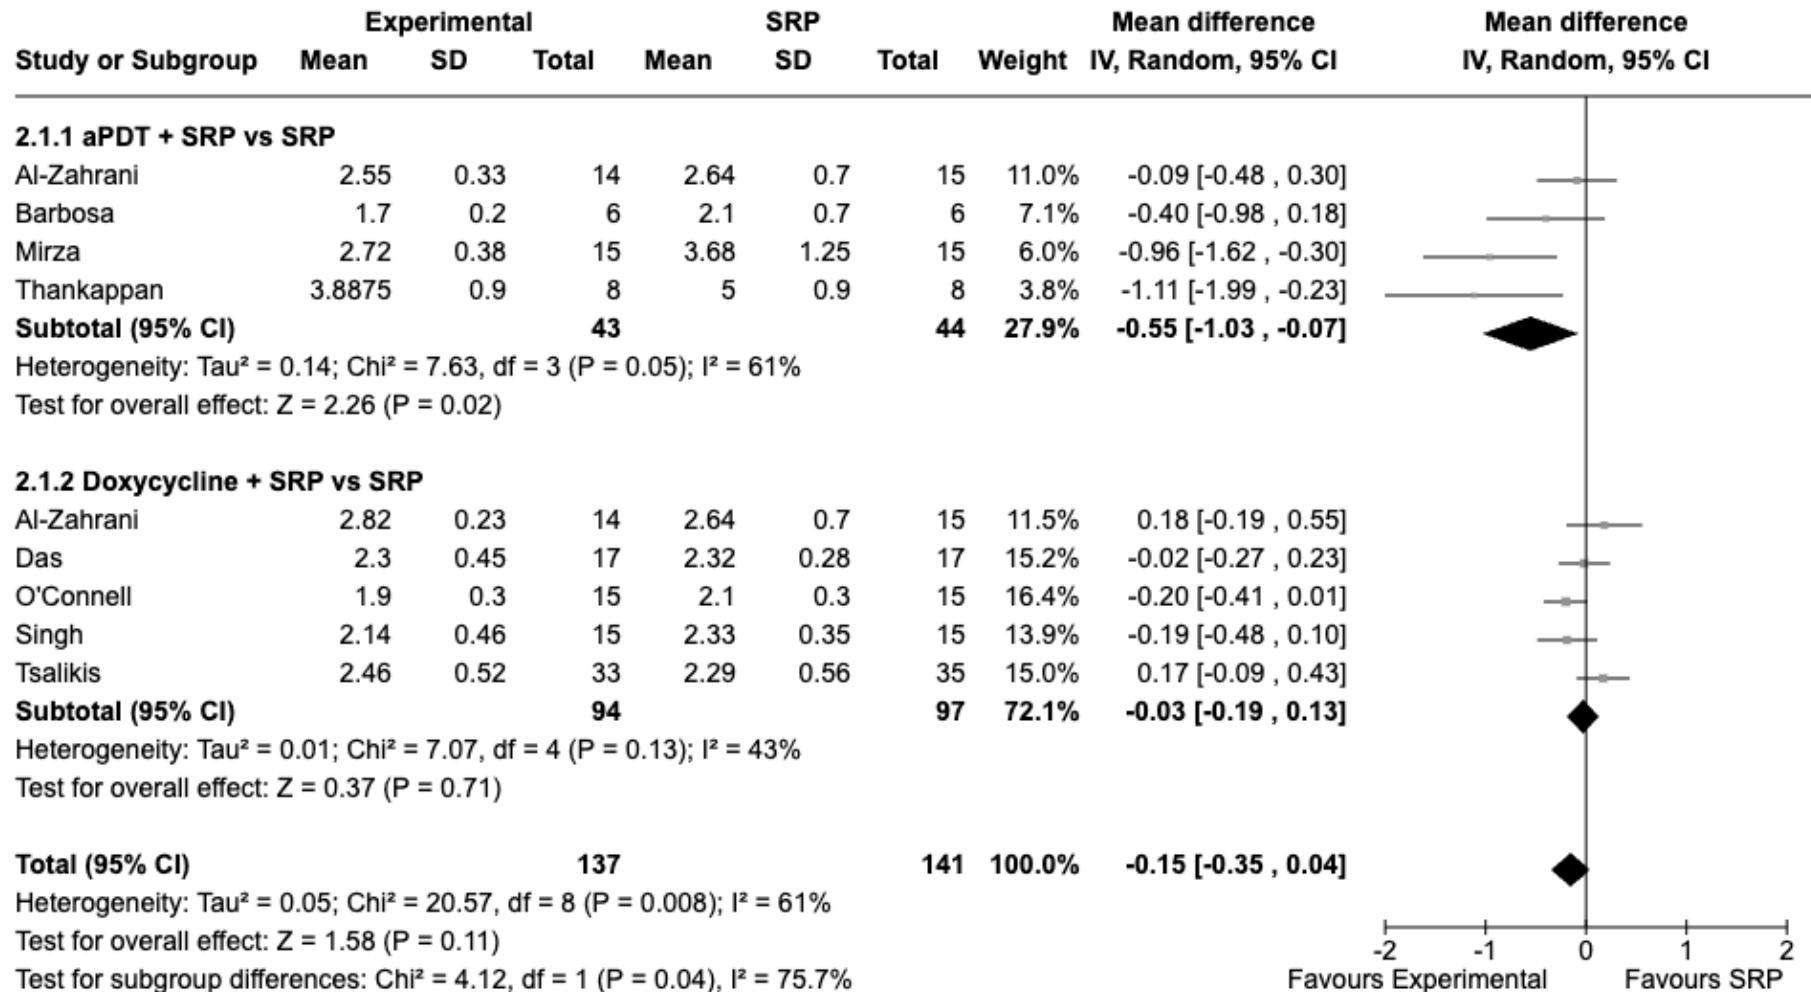 Experimental SRP Mean difference Mean difference
Study or Subgroup Mean SD Total Mean SD Total Weight IV, Random, 95% CI IV, Random, 95% CI
2.1.1 aPDT + SRP vs SRP
Al-Zahrani 2.55 0.33 14 2.64 0.7 15 11.0% -0.09 [-0.48 , 0.30]
Barbosa 1.7 0.2 6 2.1 0.7 6 7.1% -0.40 [-0.98 , 0.18]
Mirza 2.72 0.38 15 3.68 1.25 15 6.0% -0.96 [-1.62 , -0.30]
Thankappan 3.8875 0.9 8 5 0.9 8 3.8% -1.11 [-1.99 , -0.23]
Subtotal (95% CI) 43 44 27.9% -0.55 [-1.03 , -0.07]
Heterogeneity: Tau² = 0.14; Chi² = 7.63, df = 3 (P = 0.05); I² = 61%
Test for overall effect: Z = 2.26 (P = 0.02)
2.1.2 Doxycycline + SRP vs SRP
Al-Zahrani 2.82 0.23 14 2.64 0.7 15 11.5% 0.18 [-0.19 , 0.55]
Das 2.3 0.45 17 2.32 0.28 17 15.2% -0.02 [-0.27 , 0.23]
O'Connell 1.9 0.3 15 2.1 0.3 15 16.4% -0.20 [-0.41 , 0.01]
Singh 2.14 0.46 15 2.33 0.35 15 13.9% -0.19 [-0.48 , 0.10]
Tsalikis 2.46 0.52 33 2.29 0.56 35 15.0% 0.17 [-0.09 , 0.43]
Subtotal (95% CI) 94 97 72.1% -0.03 [-0.19 , 0.13]
Heterogeneity: Tau² = 0.01; Chi² = 7.07, df = 4 (P = 0.13); I² = 43%
Test for overall effect: Z = 0.37 (P = 0.71)
Total (95% CI) 137 141 100.0% -0.15 [-0.35 , 0.04]
Heterogeneity: Tau² = 0.05; Chi² = 20.57, df = 8 (P = 0.008); I² = 61%
Test for overall effect: Z = 1.58 (P = 0.11)
-2 -1 0 1 2
Test for subgroup differences: Chi² = 4.12, df = 1 (P = 0.04), I² = 75.7% Favours Experimental Favours SRP